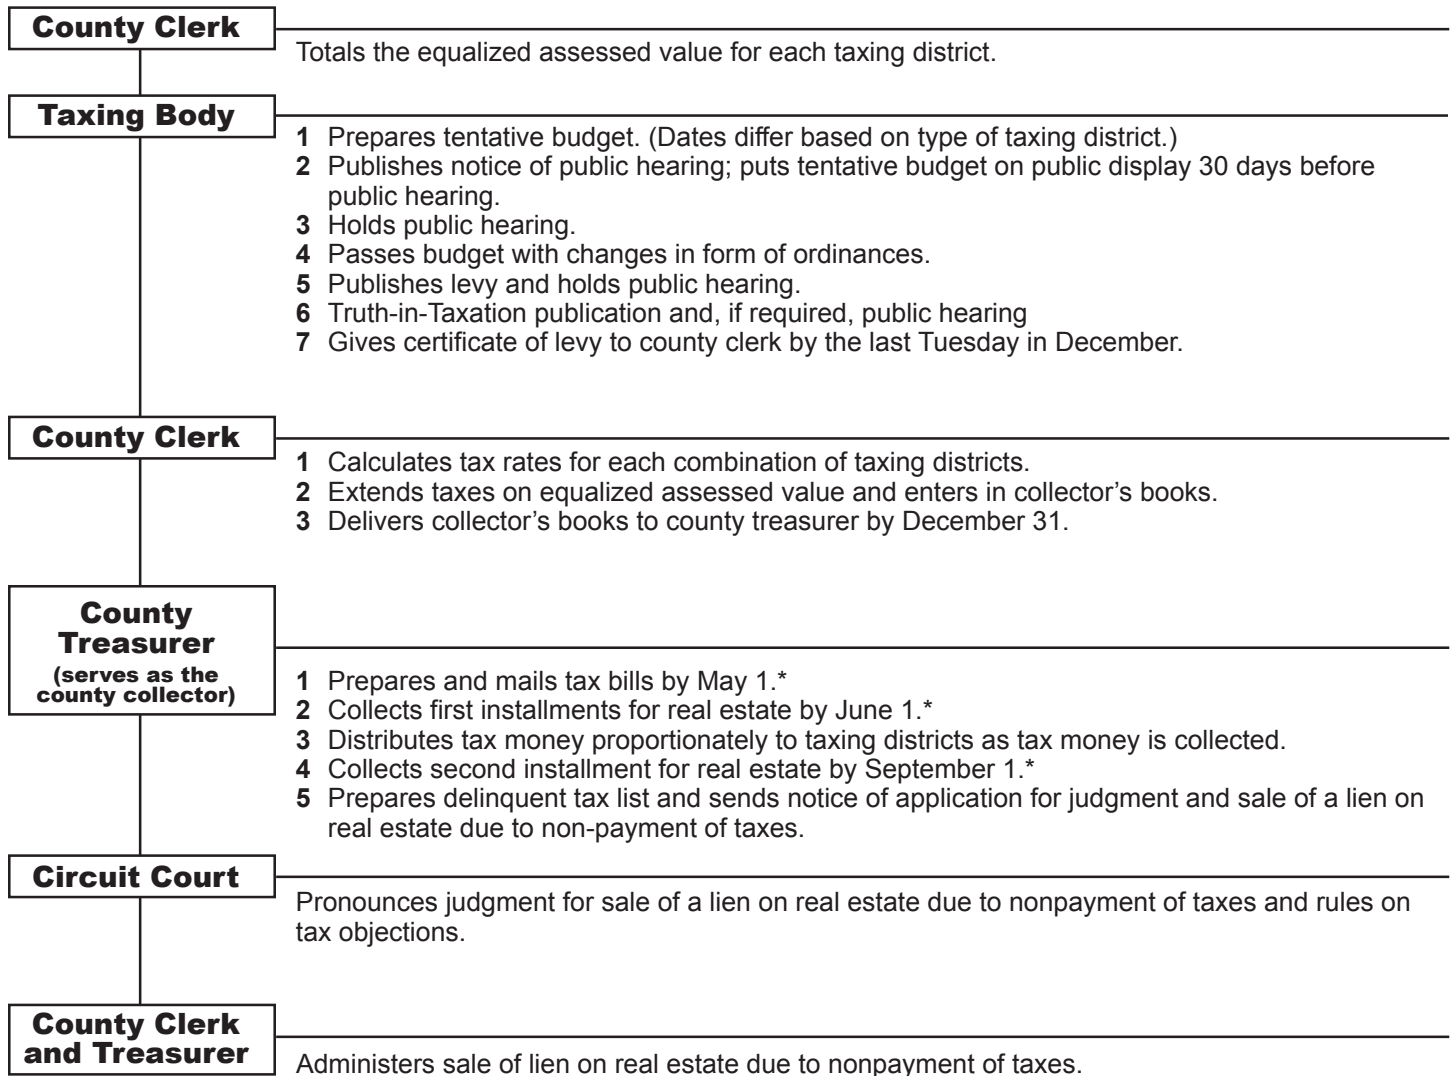 County Clerk
Totals the equalized assessed value for each taxing district.
Taxing Body
1 Prepares tentative budget. (Dates differ based on type of taxing district.)
2 Publishes notice of public hearing; puts tentative budget on public display 30 days before
public hearing.
3 Holds public hearing.
4 Passes budget with changes in form of ordinances.
5 Publishes levy and holds public hearing.
6 Truth-in-Taxation publication and, if required, public hearing
7 Gives certificate of levy to county clerk by the last Tuesday in December.
County Clerk
1 Calculates tax rates for each combination of taxing districts.
2 Extends taxes on equalized assessed value and enters in collector’s books.
3 Delivers collector’s books to county treasurer by December 31.
County
Treasurer
(serves as the
county collector)
1 Prepares and mails tax bills by May 1.*
2 Collects first installments for real estate by June 1.*
3 Distributes tax money proportionately to taxing districts as tax money is collected.
4 Collects second installment for real estate by September 1.*
5 Prepares delinquent tax list and sends notice of application for judgment and sale of a lien on
real estate due to non-payment of taxes.
Circuit Court
Pronounces judgment for sale of a lien on real estate due to nonpayment of taxes and rules on
tax objections.
County Clerk
and Treasurer
Administers sale of lien on real estate due to nonpayment of taxes.